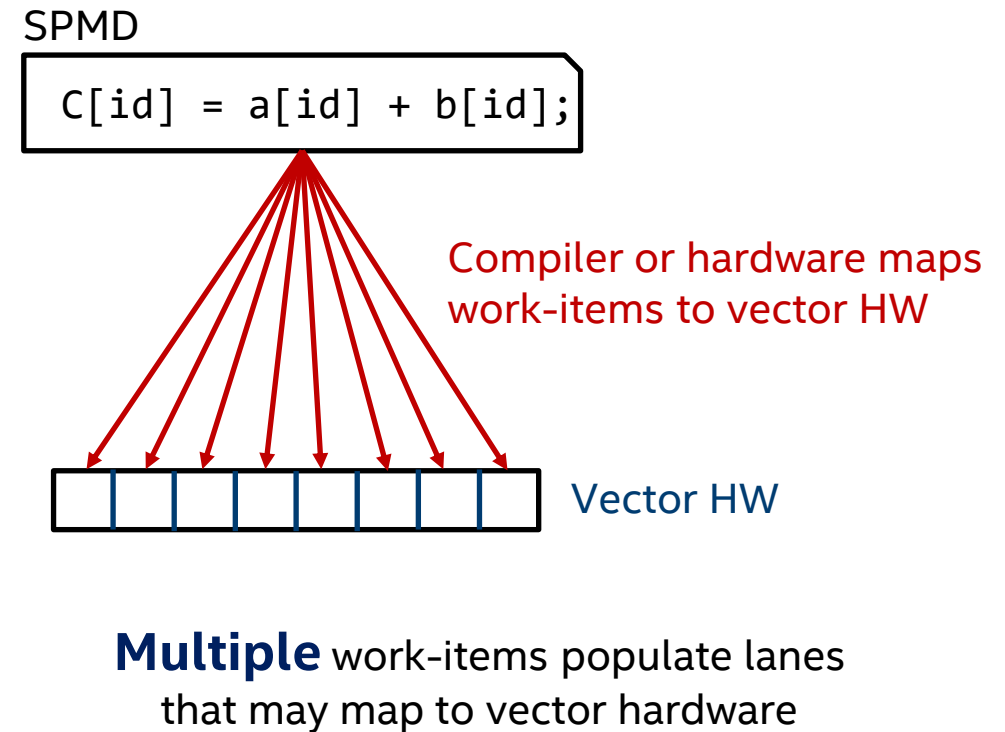 SPMD
C[id] = a[id] + b[id];
Compiler or hardware maps
work-items to vector HW
Vector HW
Multiple work-items populate lanes
that may map to vector hardware